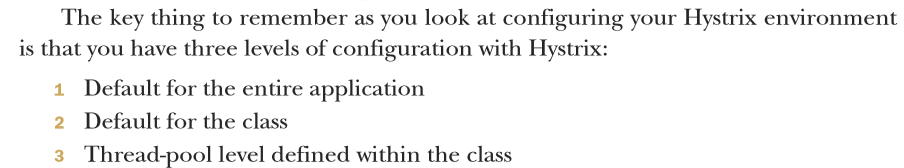 The key thing to remember as you look at configuring your Hystrix environment
is that you have three levels of configuration with Hystrix:
1 Default for the entire application
2 Default for the class
3 Thread-pool level defined within the class